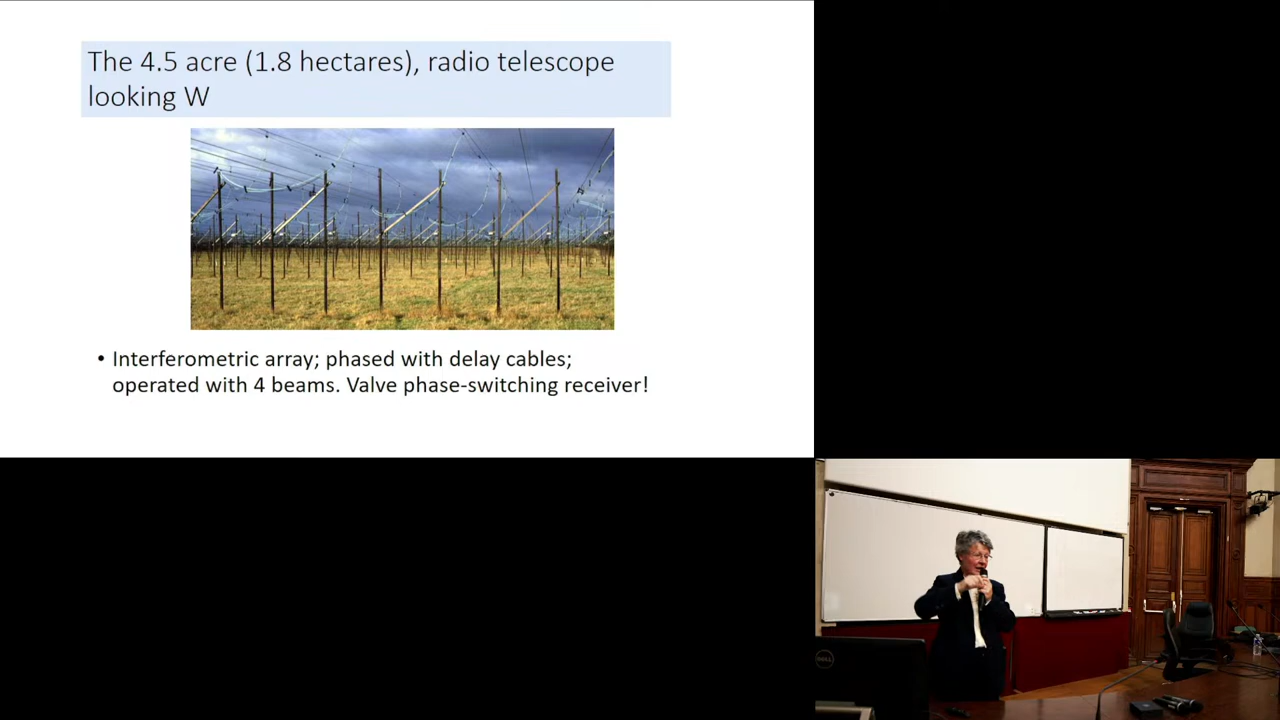 The 4.5 acre (1.8 hectares), radio telescope
looking W
• Interferometric array; phased with delay cables;
operated with 4 beams. Valve phase-switching receiver!
DELL